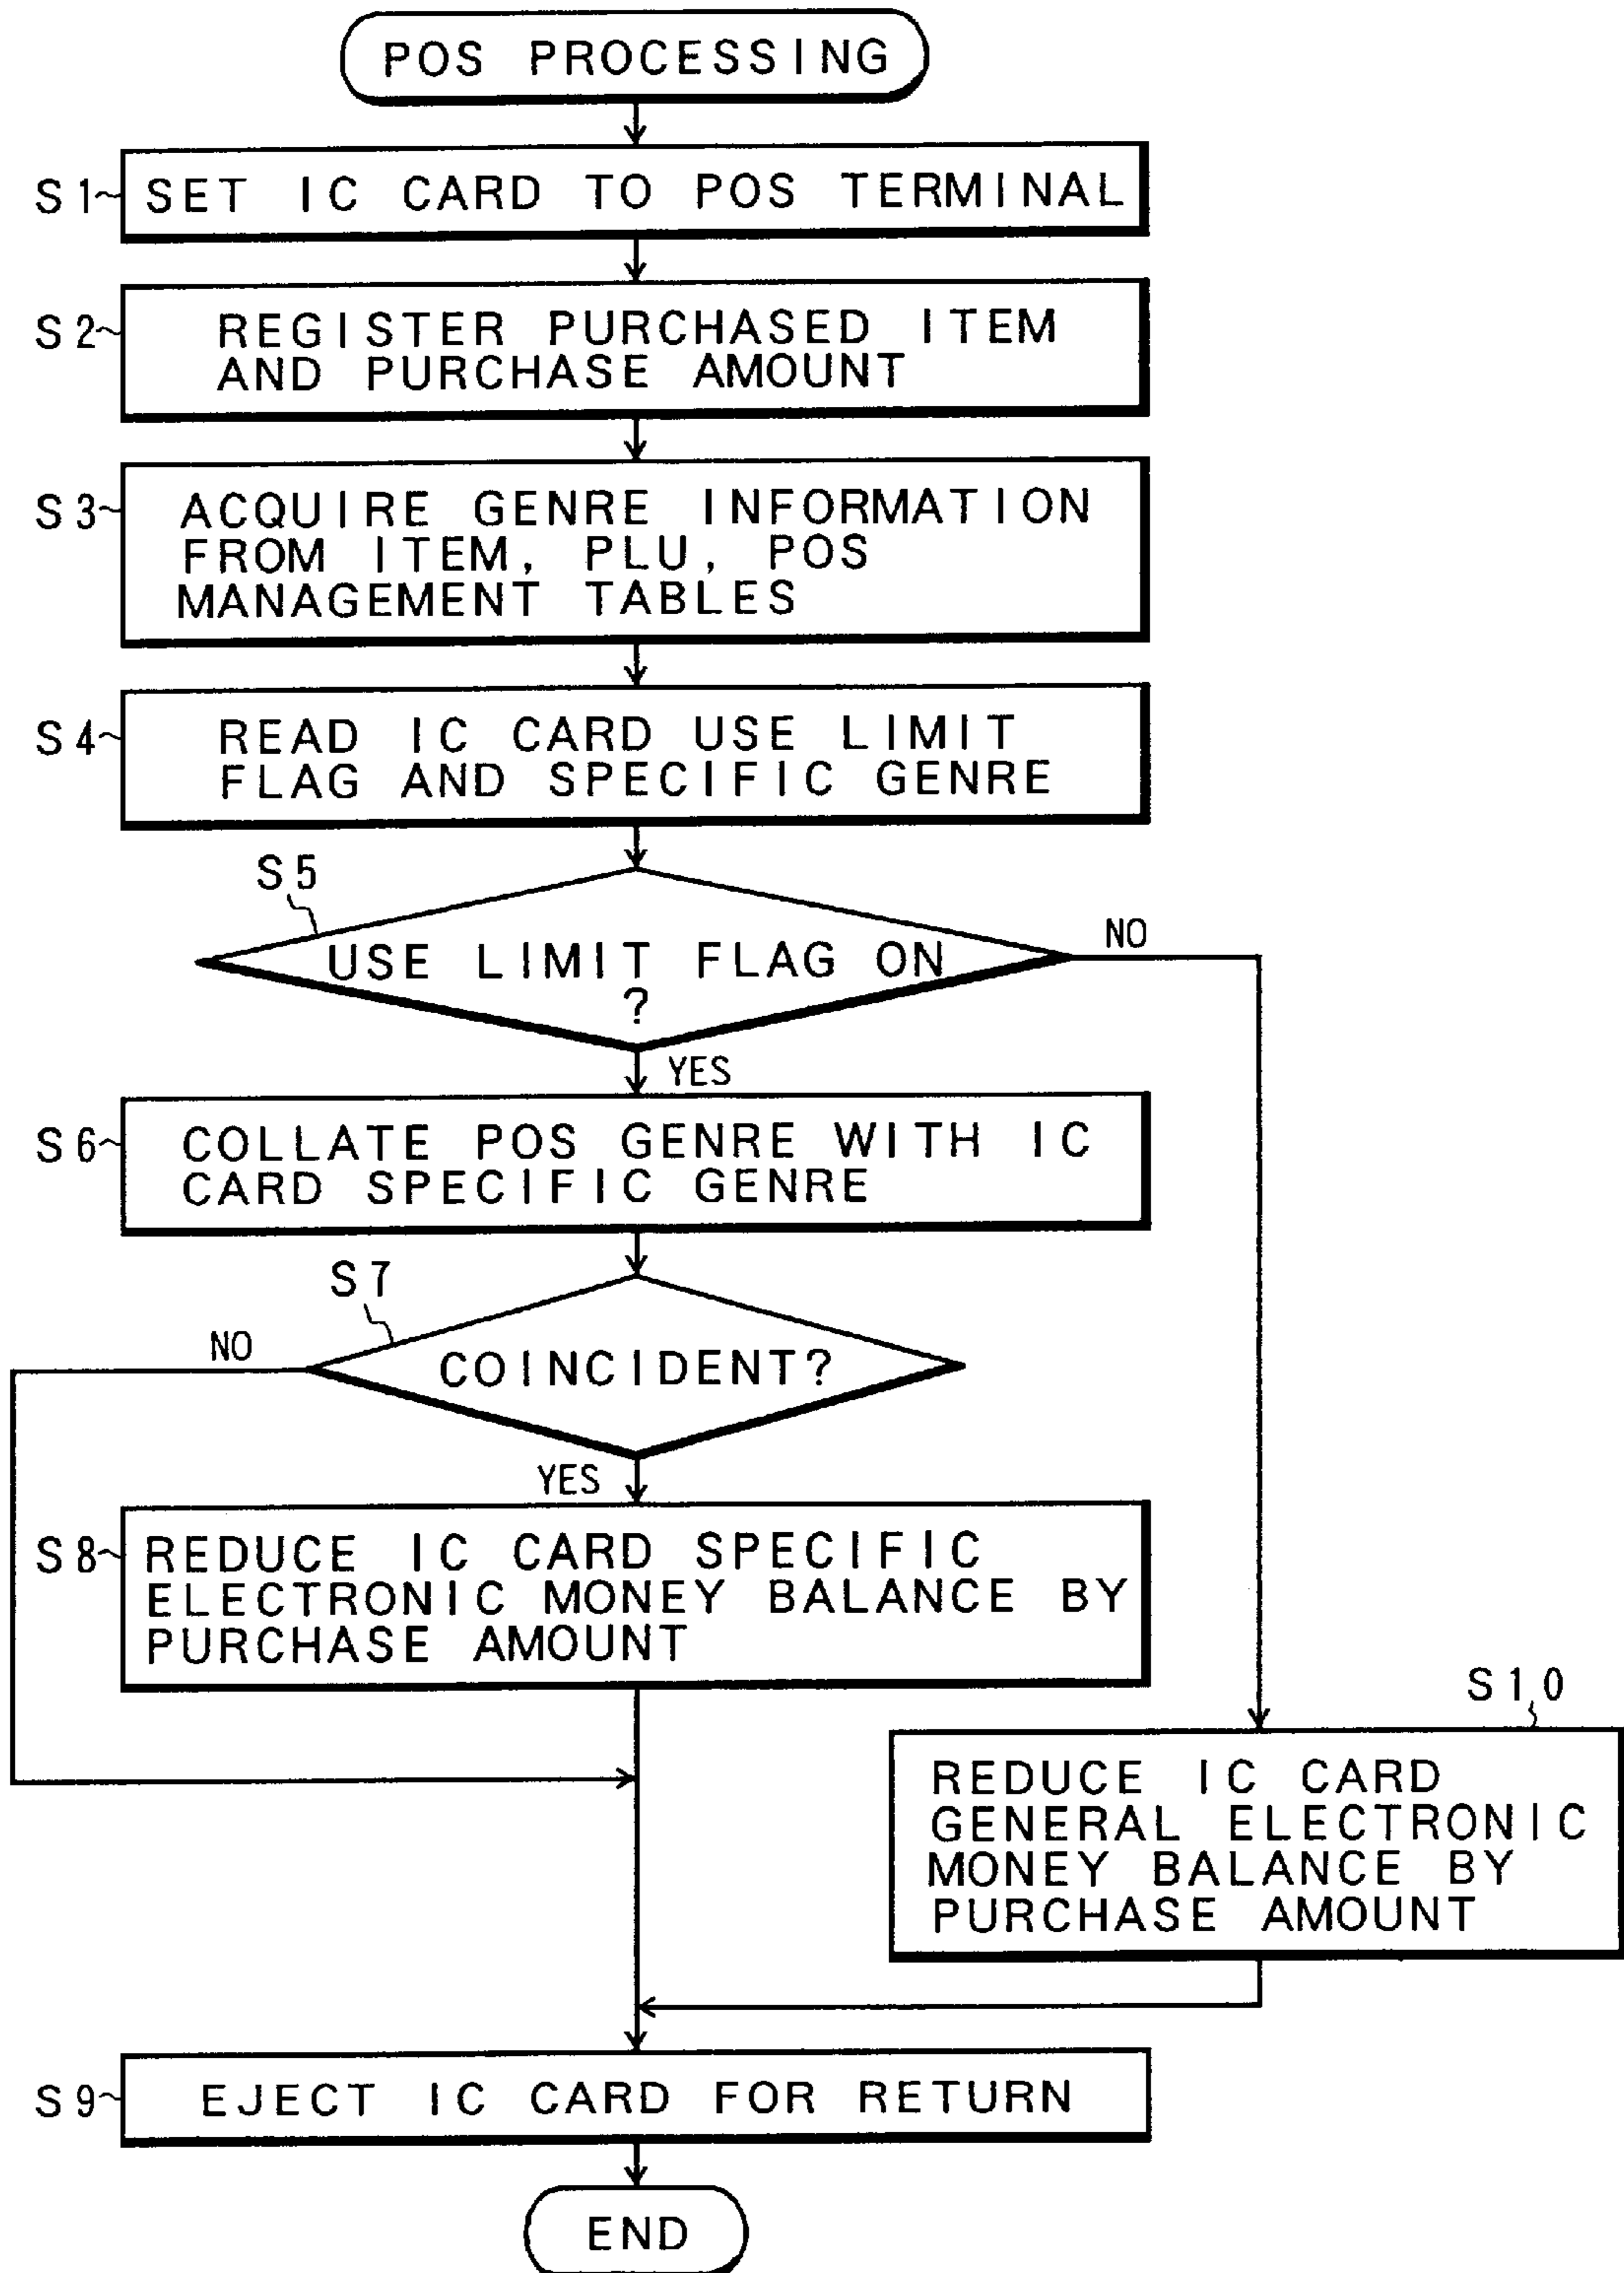 POS PROCESSING
S1
SET IC CARD TO POS TERMINAL
S2
REGISTER PURCHASED ITEM
AND PURCHASE AMOUNT
S3
ACQUIRE GENRE INFORMATION
FROM ITEM, PLU, POS
MANAGEMENT TABLES
S4
READ IC CARD USE LIMIT
FLAG AND SPECIFIC GENRE
S5
USE LIMIT FLAG ON
?
NO
YES
S6
COLLATE POS GENRE WITH IC
CARD SPECIFIC GENRE
S7
COINCIDENT?
NO
YES
S8
REDUCE IC CARD SPECIFIC
ELECTRONIC MONEY BALANCE BY
PURCHASE AMOUNT
S10
REDUCE IC CARD
GENERAL ELECTRONIC
MONEY BALANCE BY
PURCHASE AMOUNT
S9
EJECT IC CARD FOR RETURN
END